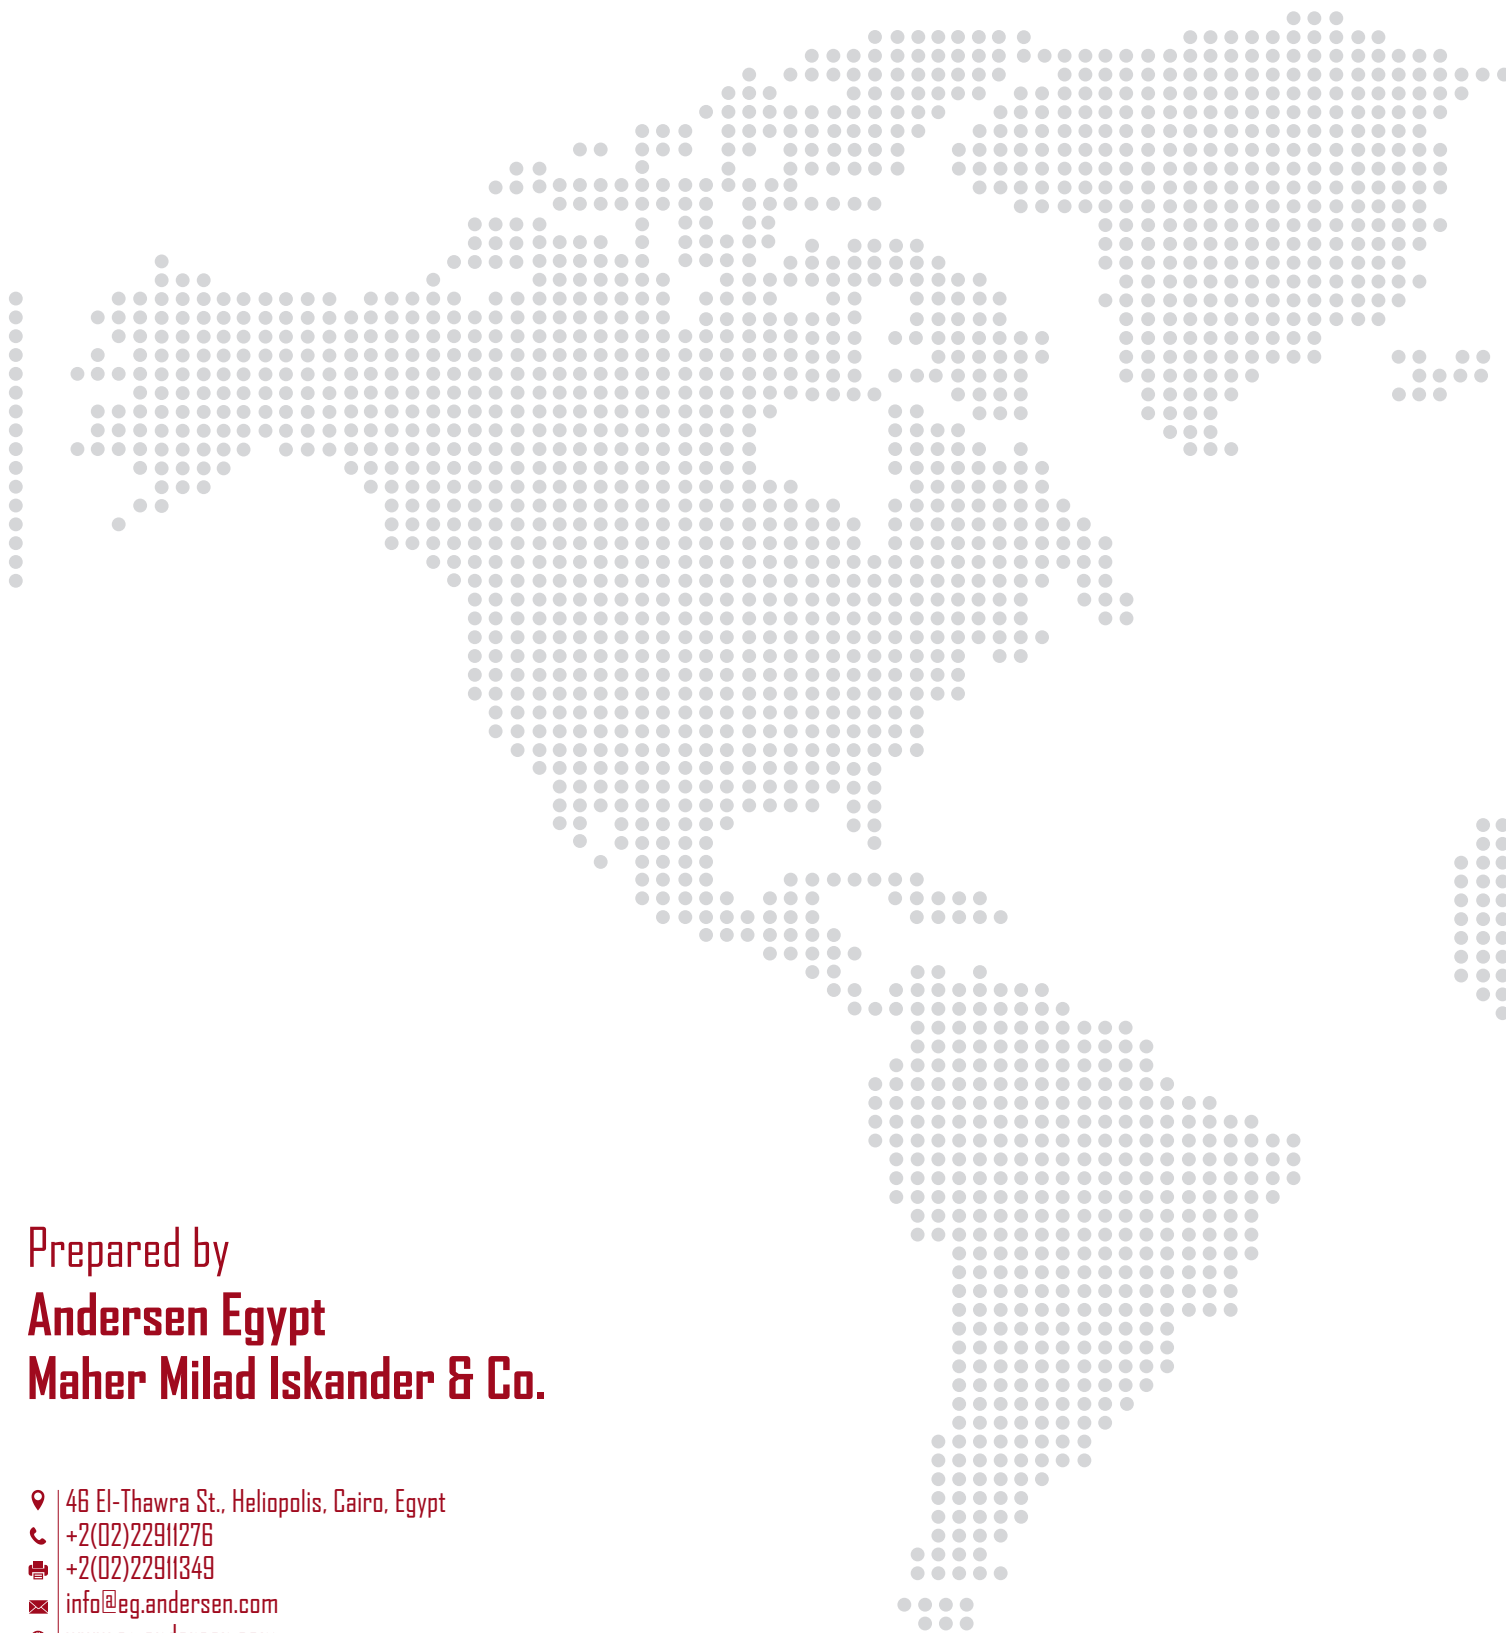 Prepared by
Andersen Egypt
Maher Milad Iskander & Co.
46 El-Thawra St., Heliopolis, Cairo, Egypt
+2(02)22911276
+2(02)22911349
info@eg.andersen.com